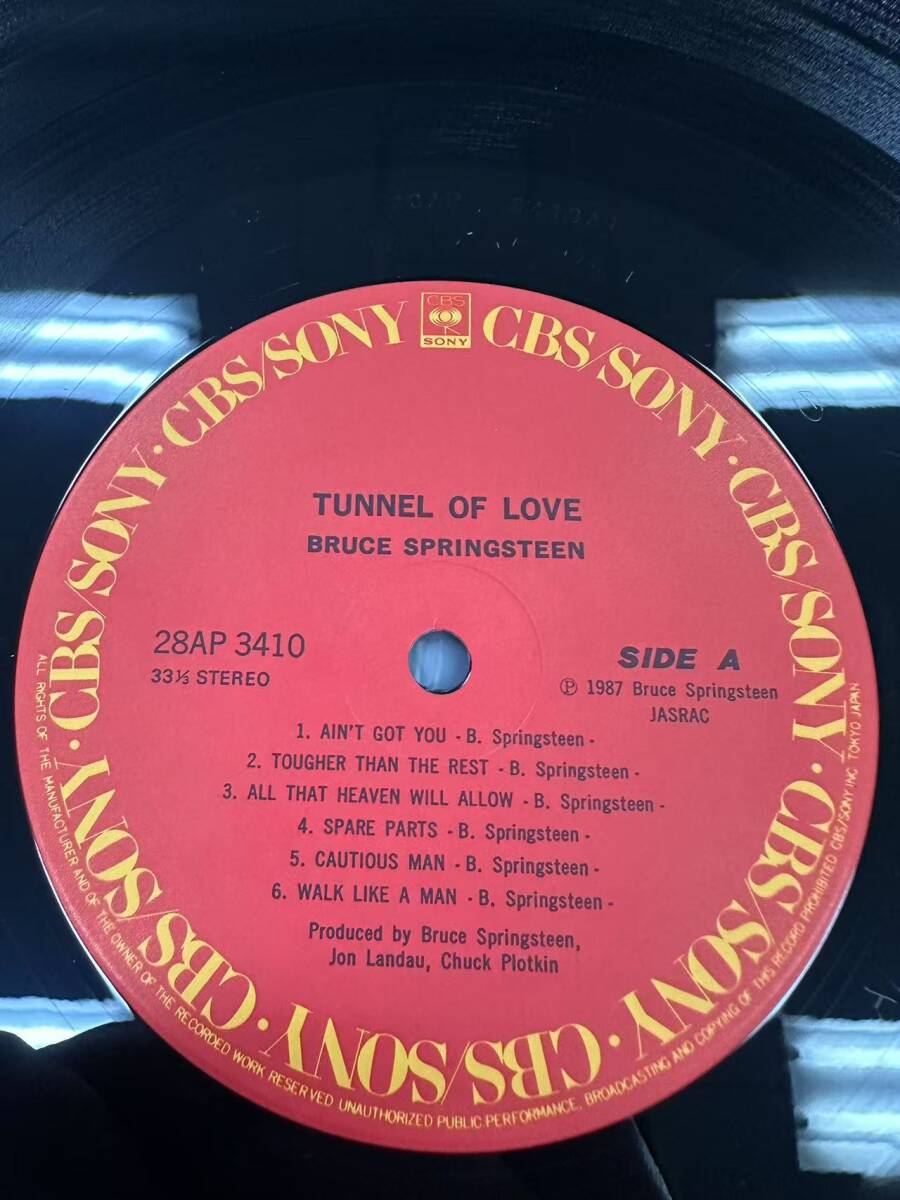 CBS
SONY
CBS/SONY · CBS/SONY · CBS/SONY · CBS/SONY · CBS/SONY · CBS/SONY · CBS/SONY · CBS/SONY
TUNNEL OF LOVE
BRUCE SPRINGSTEEN
28AP 3410
33⅓ STEREO
SIDE A
Ⓟ 1987 Bruce Springsteen
JASRAC
1. AIN'T GOT YOU - B. Springsteen -
2. TOUGHER THAN THE REST - B. Springsteen -
3. ALL THAT HEAVEN WILL ALLOW - B. Springsteen -
4. SPARE PARTS - B. Springsteen -
5. CAUTIOUS MAN - B. Springsteen -
6. WALK LIKE A MAN - B. Springsteen -
Produced by Bruce Springsteen,
Jon Landau, Chuck Plotkin
ALL RIGHTS OF THE MANUFACTURER AND OF THE OWNER OF THE RECORDED WORK RESERVED UNAUTHORIZED PUBLIC PERFORMANCE, BROADCASTING AND COPYING OF THIS RECORD PROHIBITED CBS/SONY INC. TOKYO JAPAN